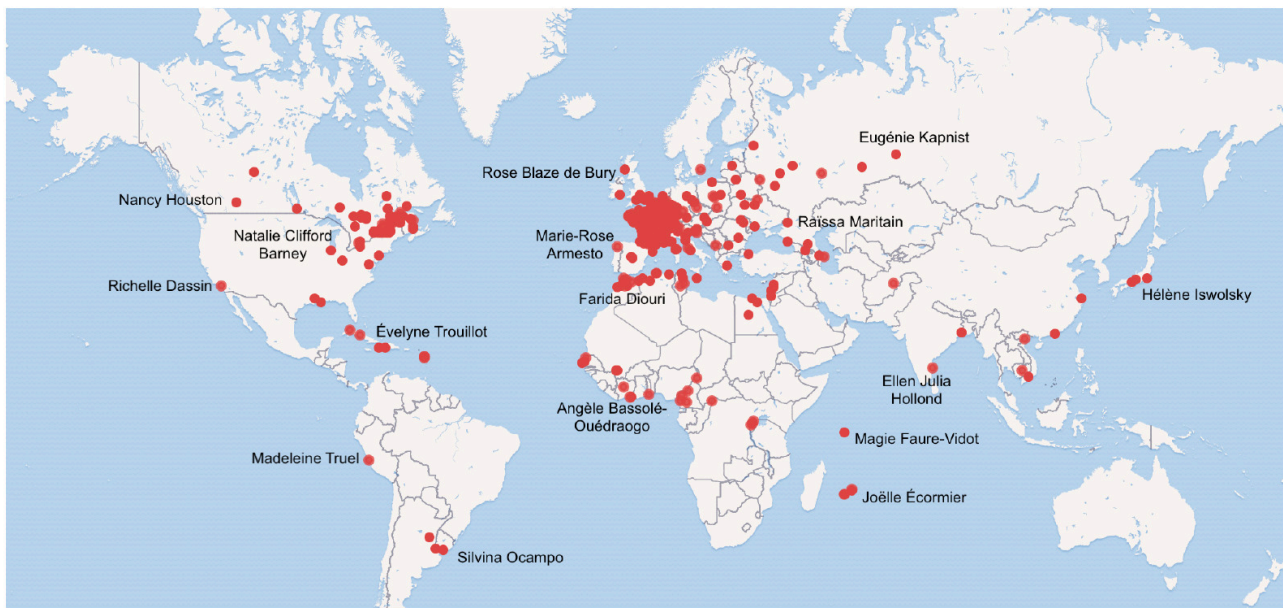 Eugénie Kapnist
Rose Blaze de Bury
Nancy Houston
Raïssa Maritain
Natalie Clifford
Barney
Marie-Rose
Armesto
Richelle Dassin
Farida Diouri
Hélène Iswolsky
Évelyne Trouillot
Ellen Julia
Hollond
Angèle Bassolé-
Ouédraogo
Magie Faure-Vidot
Madeleine Truel
Joëlle Écormier
Silvina Ocampo